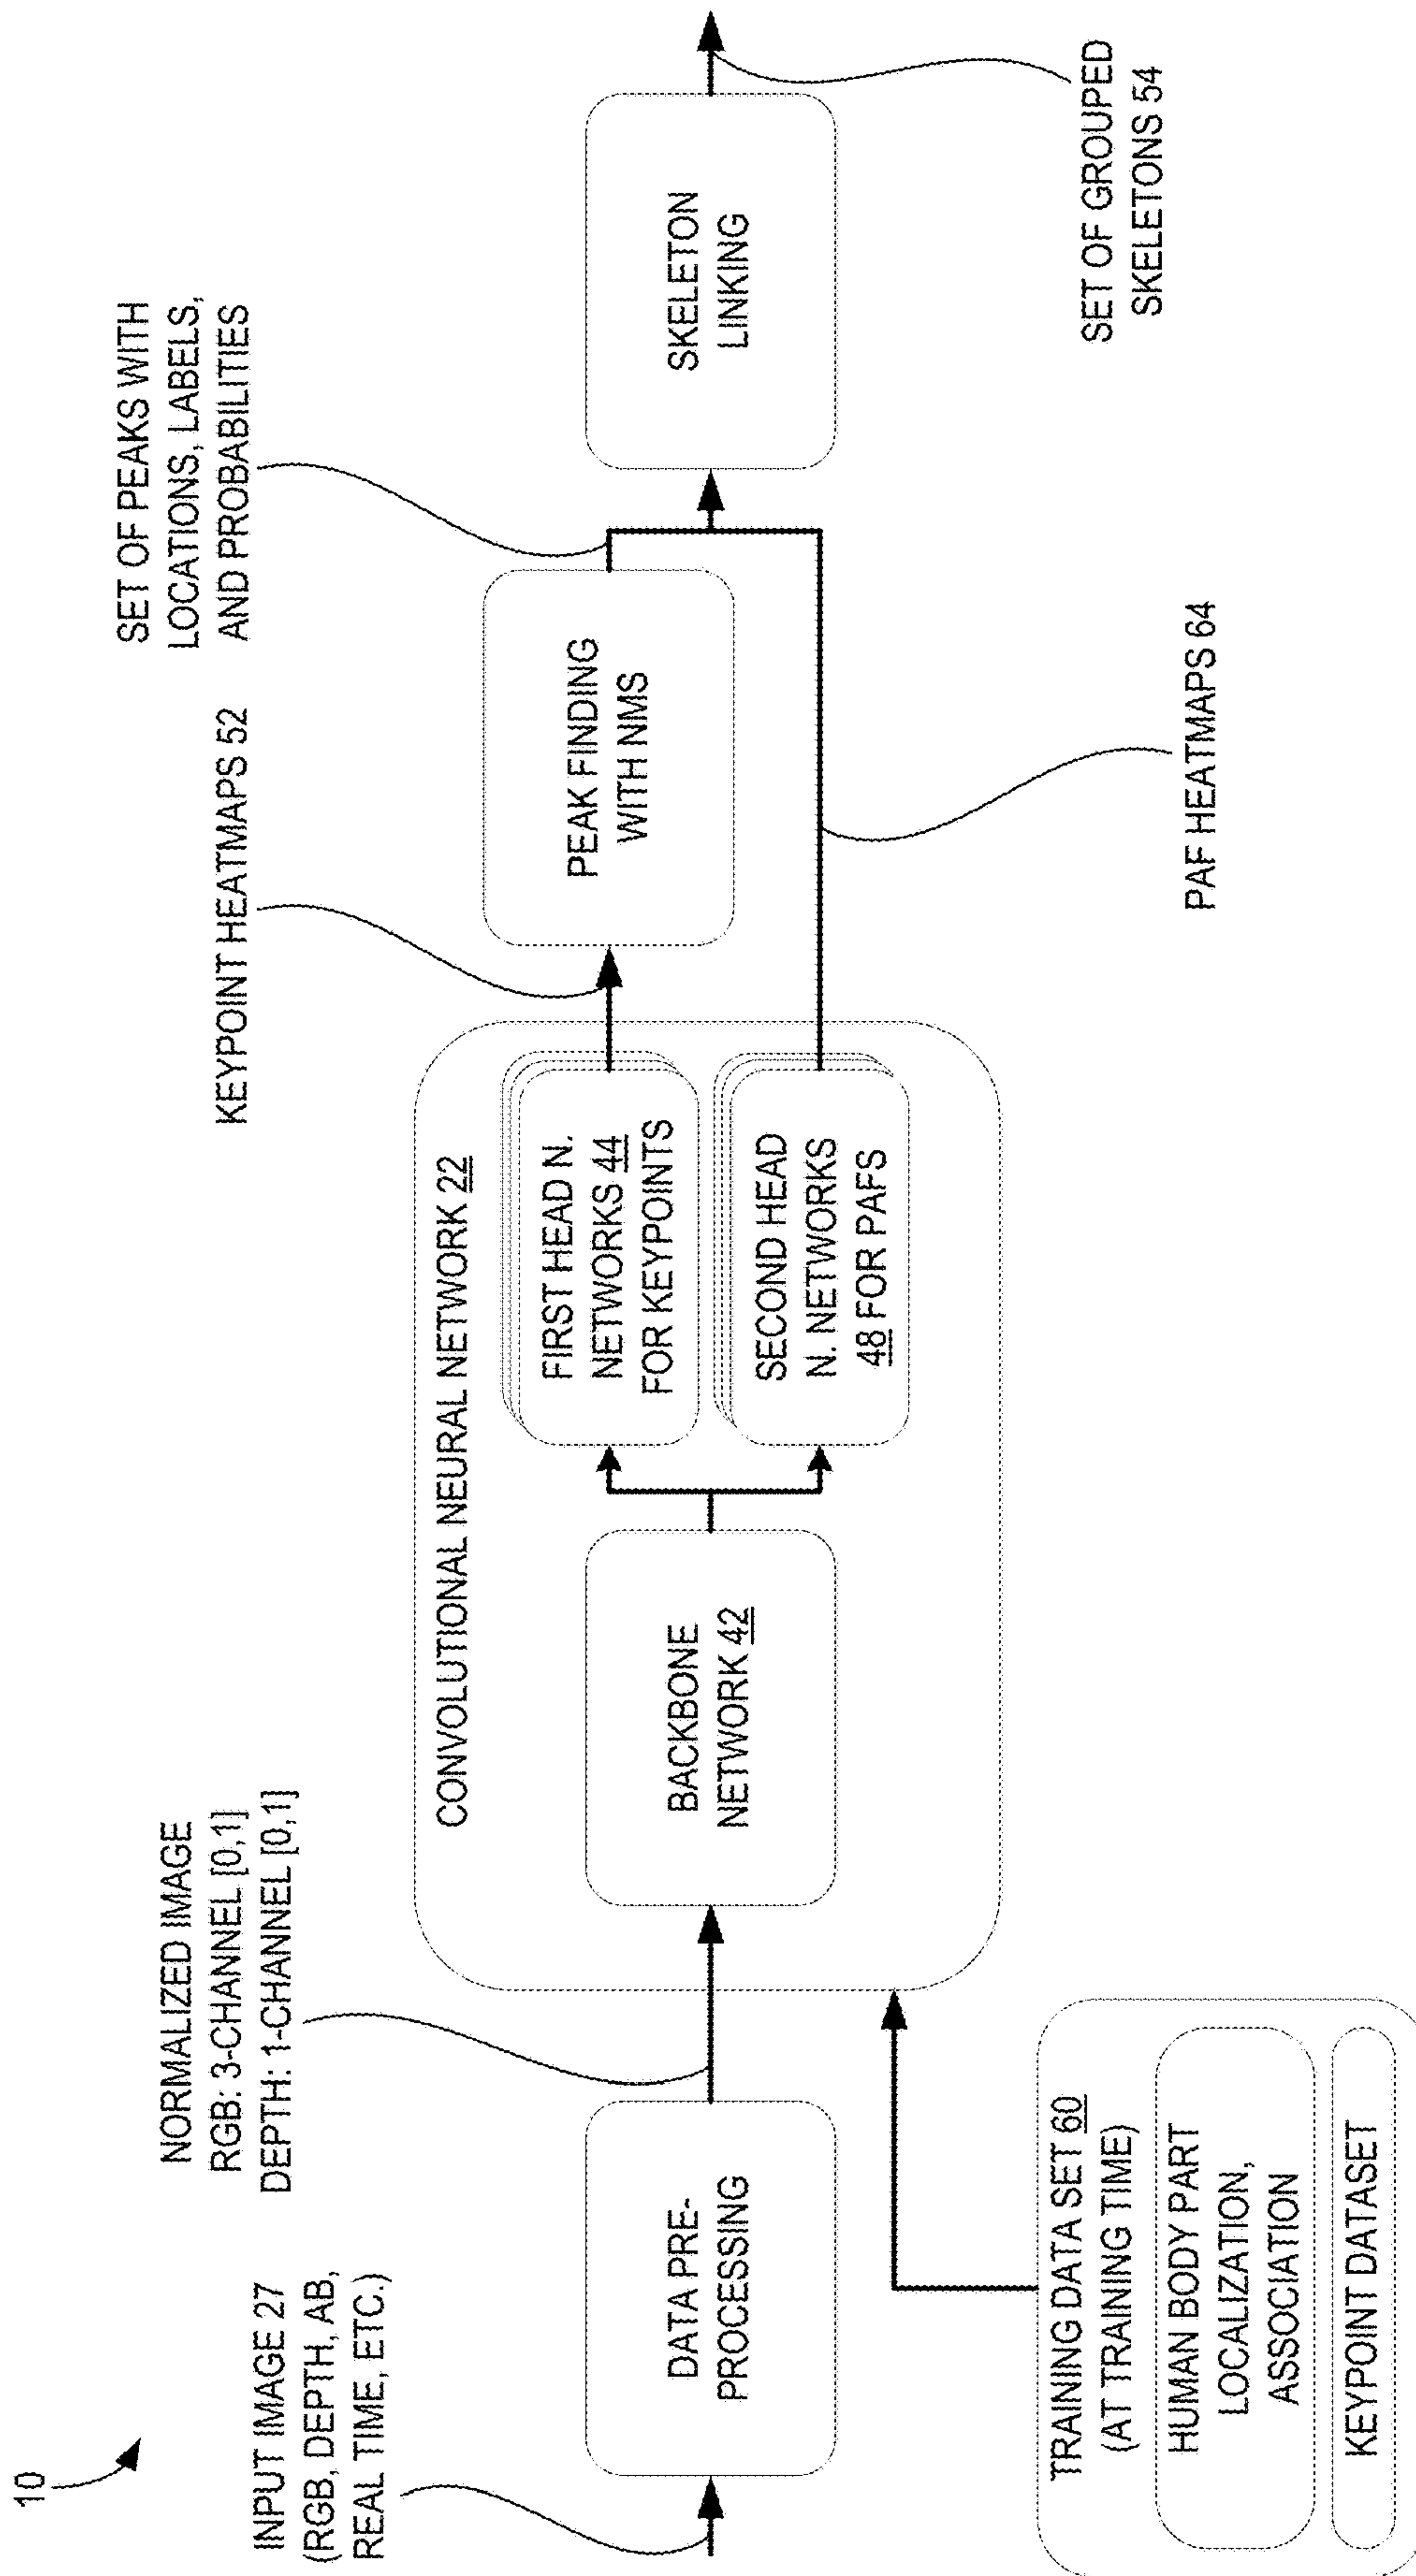 10
INPUT IMAGE 27
(RGB, DEPTH, AB,
REAL TIME, ETC.)
DATA PRE-
PROCESSING
NORMALIZED IMAGE
RGB: 3-CHANNEL [0,1]
DEPTH: 1-CHANNEL [0,1]
TRAINING DATA SET 60
(AT TRAINING TIME)
HUMAN BODY PART
LOCALIZATION,
ASSOCIATION
KEYPOINT DATASET
CONVOLUTIONAL NEURAL NETWORK 22
BACKBONE
NETWORK 42
FIRST HEAD N.
NETWORKS 44
FOR KEYPOINTS
SECOND HEAD
N. NETWORKS
48 FOR PAFS
KEYPOINT HEATMAPS 52
PEAK FINDING
WITH NMS
SET OF PEAKS WITH
LOCATIONS, LABELS,
AND PROBABILITIES
PAF HEATMAPS 64
SKELETON
LINKING
SET OF GROUPED
SKELETONS 54